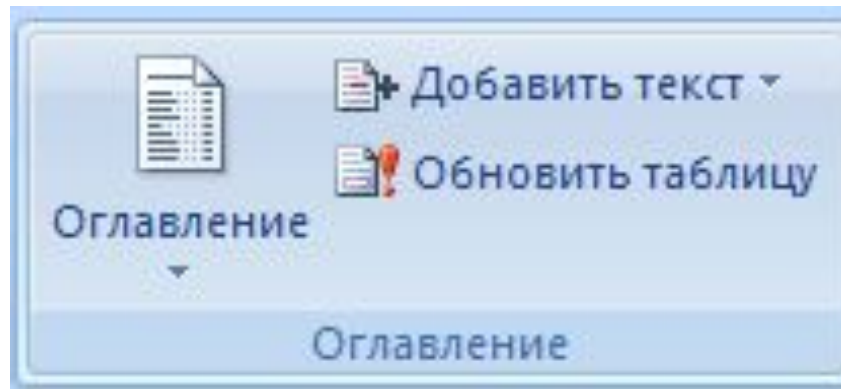 Добавить текст
Обновить таблицу
Оглавление
Оглавление